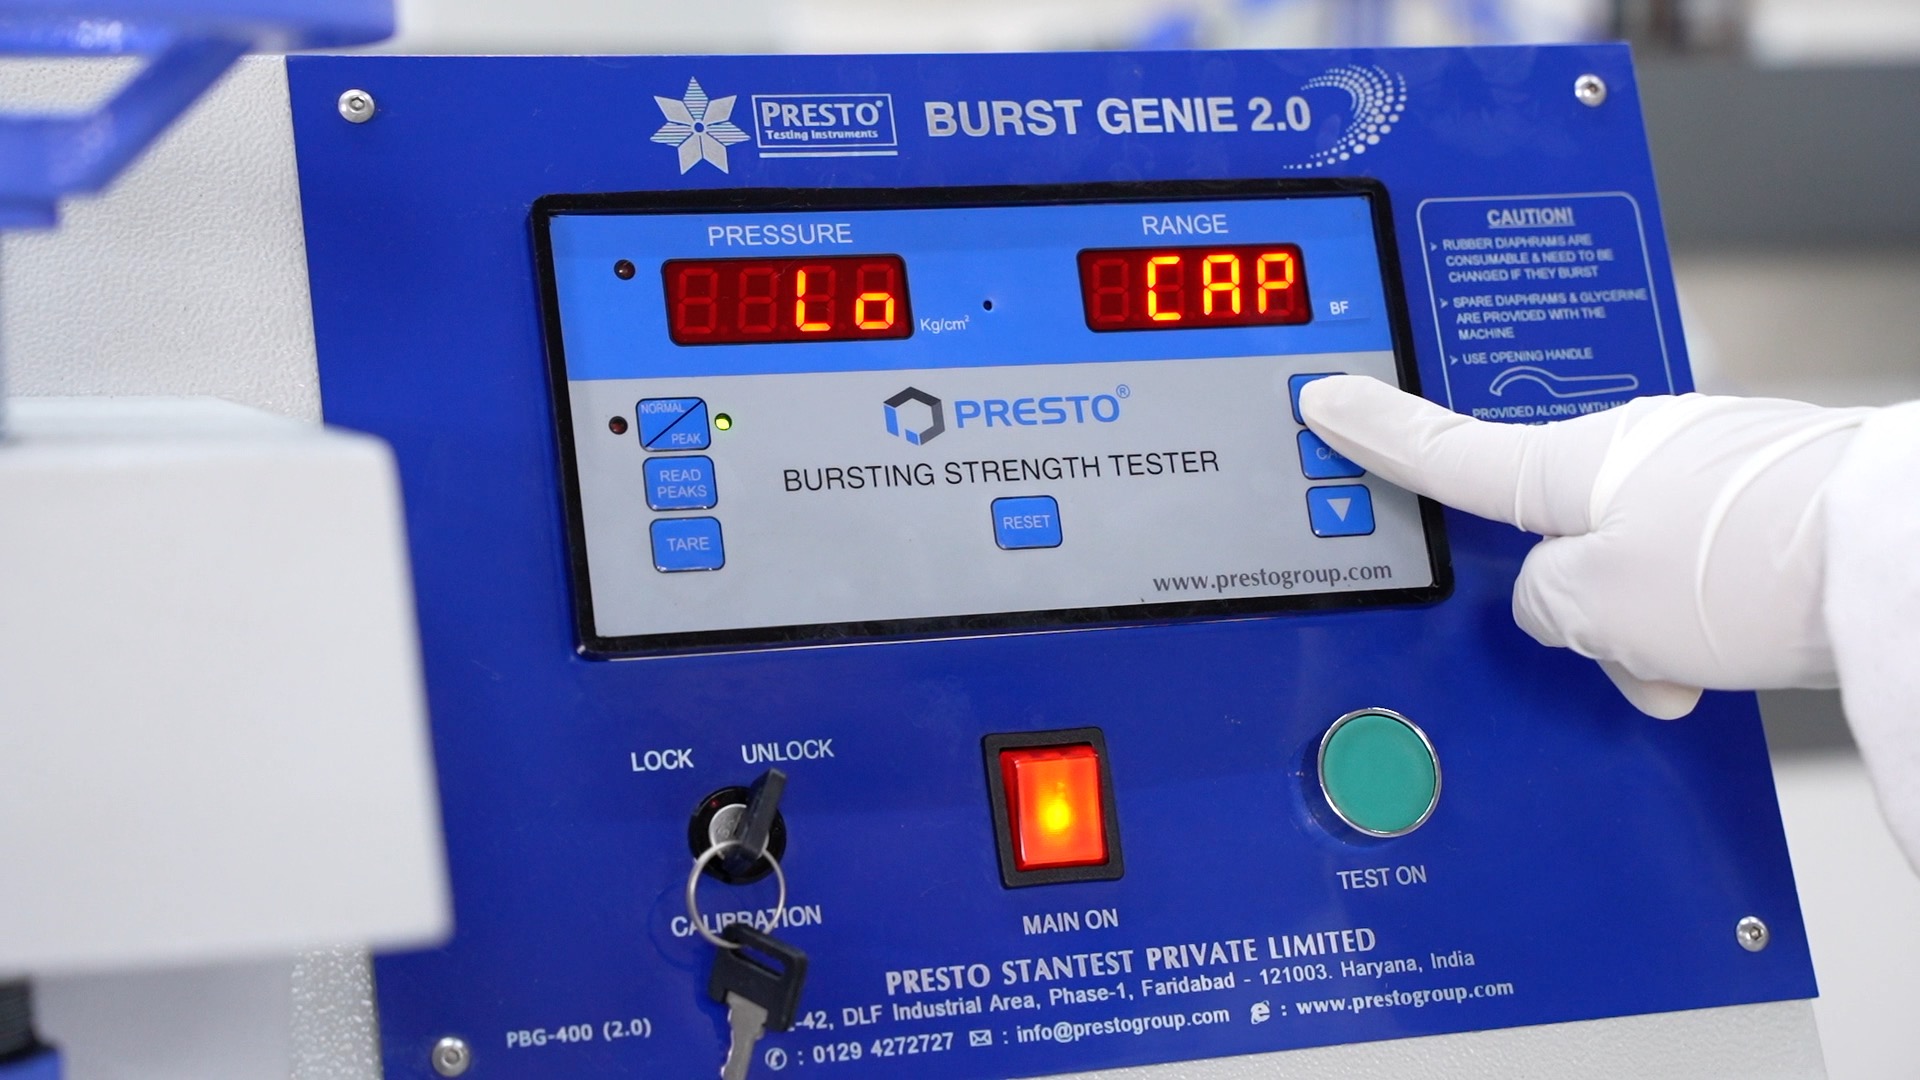 PRESTO®
Testing Instruments
BURST GENIE 2.0
PRESSURE
Lo
Kg/cm²
RANGE
CAP
BF
NORMAL
PEAK
READ
PEAKS
TARE
PRESTO®
BURSTING STRENGTH TESTER
RESET
www.prestogroup.com
CAUTION!
RUBBER DIAPHRAMS ARE
CONSUMABLE & NEED TO BE
CHANGED IF THEY BURST
SPARE DIAPHRAMS & GLYCERINE
ARE PROVIDED WITH THE
MACHINE
USE OPENING HANDLE
PROVIDED ALONG WITH
LOCK
UNLOCK
CALIBRATION
MAIN ON
TEST ON
PRESTO STANTEST PRIVATE LIMITED
-42, DLF Industrial Area, Phase-1, Faridabad - 121003. Haryana, India
: 0129 4272727 : info@prestogroup.com : www.prestogroup.com
PBG-400 (2.0)